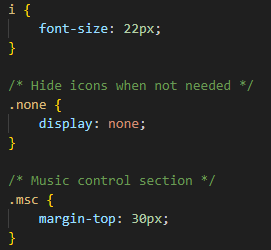 i {
    font-size: 22px;
}

/* Hide icons when not needed */
.none {
    display: none;
}

/* Music control section */
.msc {
    margin-top: 30px;
}